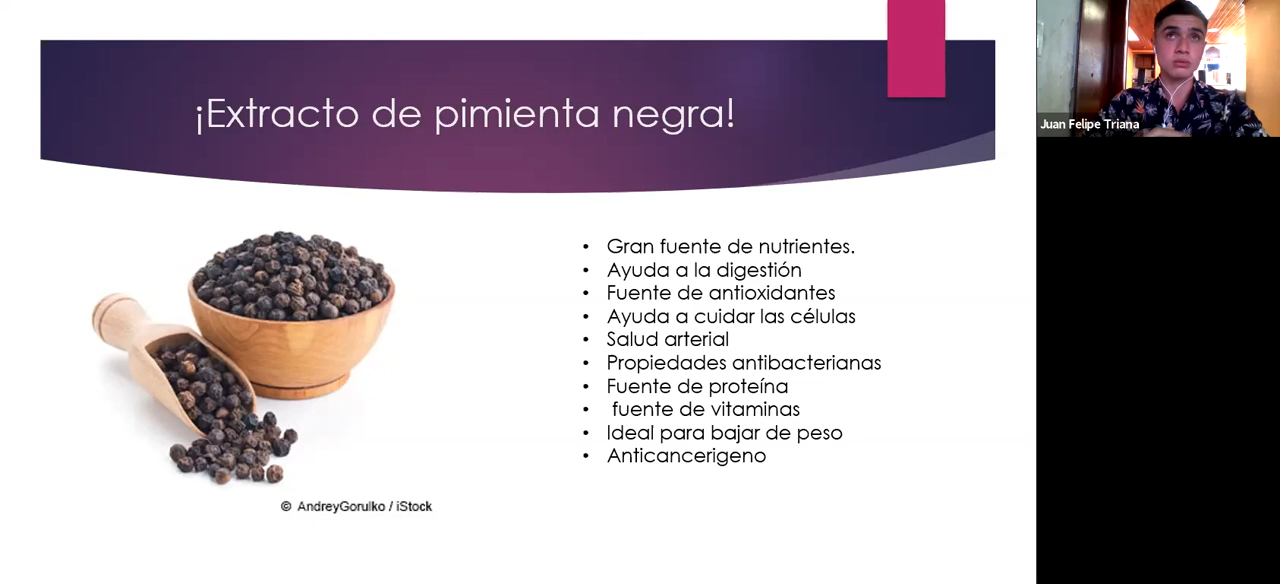 ¡Extracto de pimienta negra!
Juan Felipe Triana
• Gran fuente de nutrientes.
• Ayuda a la digestión
• Fuente de antioxidantes
• Ayuda a cuidar las células
• Salud arterial
• Propiedades antibacterianas
• Fuente de proteína
• fuente de vitaminas
• Ideal para bajar de peso
• Anticancerigeno
© AndreyGorulko / iStock